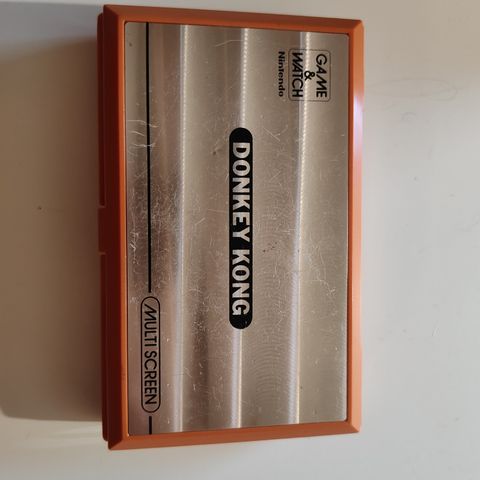 GAME
&
WATCH
Nintendo
DONKEY KONG
MULTI SCREEN